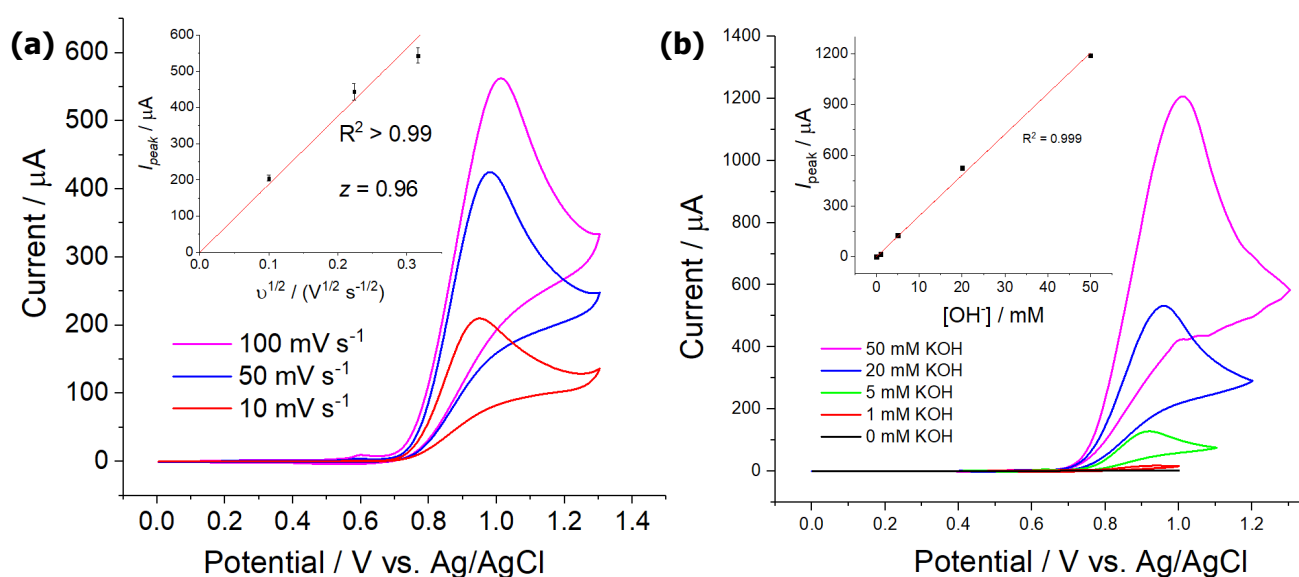 (a)
600
550
500
450
400
350
300
250
200
150
100
50
0
0.0 0.2 0.4 0.6 0.8 1.0 1.2 1.4
Current / μA
Potential / V vs. Ag/AgCl
600
500
400
300
200
100
0
0.0 0.1 0.2 0.3
I_peak / μA
υ^1/2 / (V^1/2 s^-1/2)
R² > 0.99
z = 0.96
100 mV s⁻¹
50 mV s⁻¹
10 mV s⁻¹
(b)
1400
1200
1000
800
600
400
200
0
0.0 0.2 0.4 0.6 0.8 1.0 1.2
Current / μA
Potential / V vs. Ag/AgCl
1200
900
600
300
0
0 10 20 30 40 50
I_peak / μA
[OH⁻] / mM
R² = 0.999
50 mM KOH
20 mM KOH
5 mM KOH
1 mM KOH
0 mM KOH